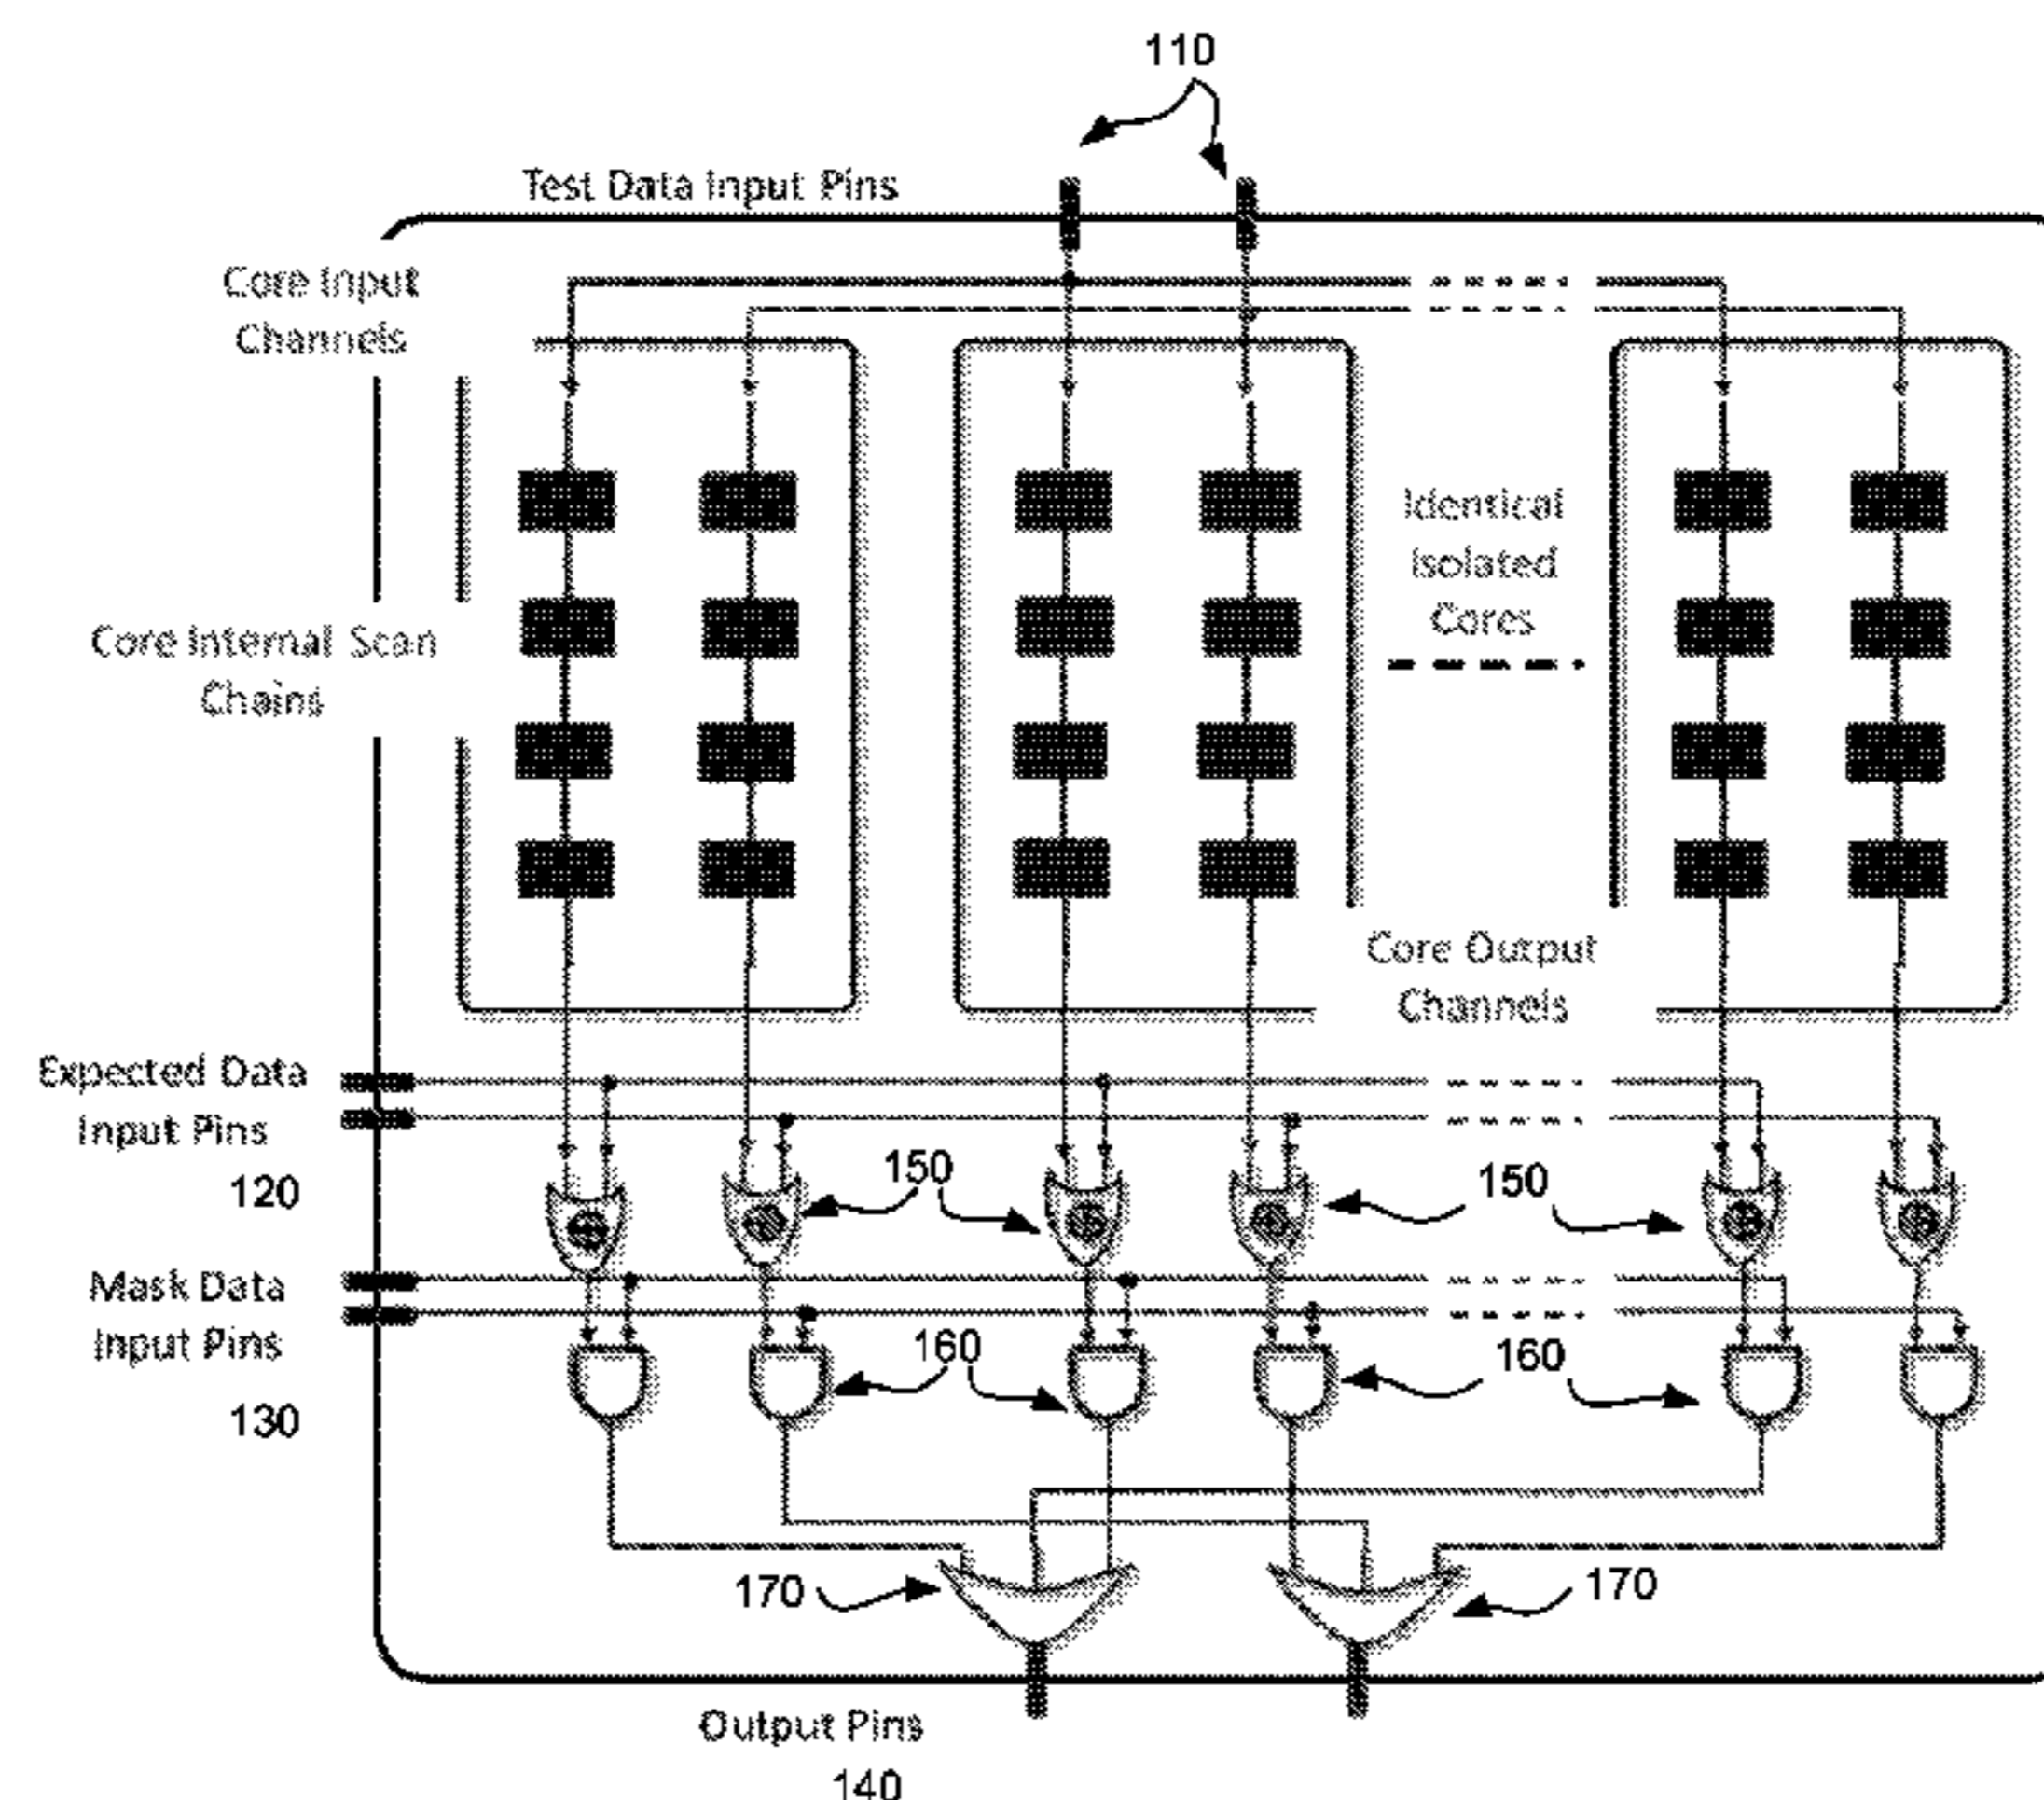 110
Test Data Input Pins
Core Input
Channels
Identical
Isolated
Cores
Core Internal Scan
Chains
Core Output
Channels
Expected Data
Input Pins
120
150
150
Mask Data
Input Pins
130
160
160
170
170
Output Pins
140